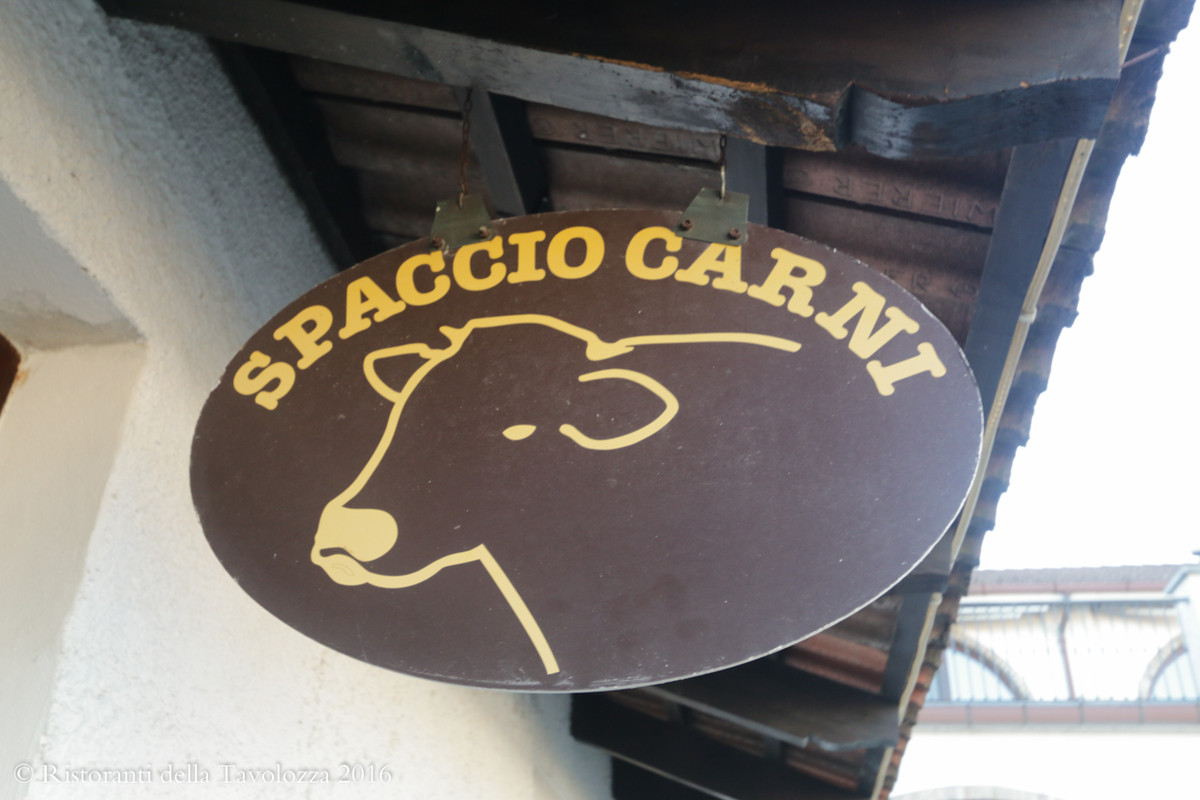 SPACCIO CARNI
© Ristoranti della Tavolozza 2016